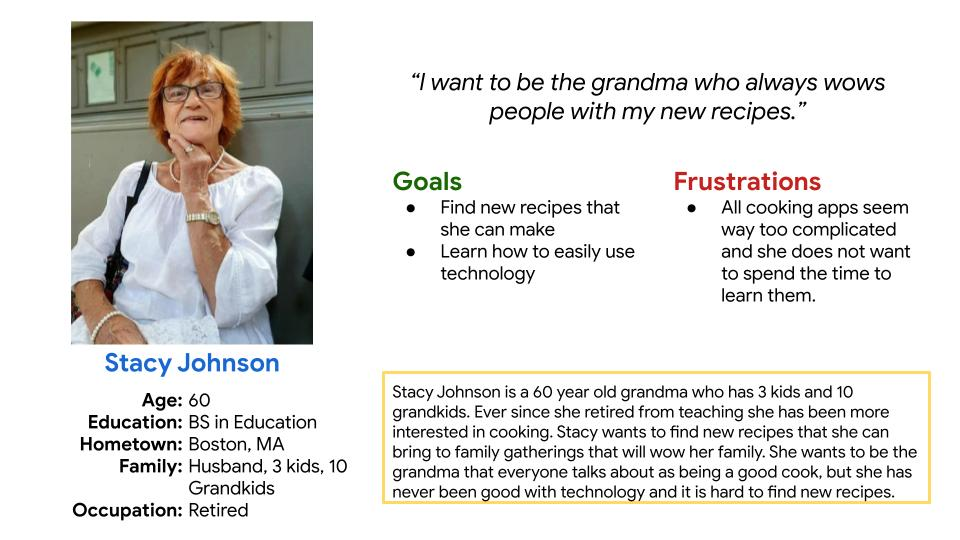 “I want to be the grandma who always wows
people with my new recipes.”
Goals
● Find new recipes that
she can make
● Learn how to easily use
technology
Frustrations
● All cooking apps seem
way too complicated
and she does not want
to spend the time to
learn them.
Stacy Johnson
Age: 60
Education: BS in Education
Hometown: Boston, MA
Family: Husband, 3 kids, 10
Grandkids
Occupation: Retired
Stacy Johnson is a 60 year old grandma who has 3 kids and 10
grandkids. Ever since she retired from teaching she has been more
interested in cooking. Stacy wants to find new recipes that she can
bring to family gatherings that will wow her family. She wants to be the
grandma that everyone talks about as being a good cook, but she has
never been good with technology and it is hard to find new recipes.